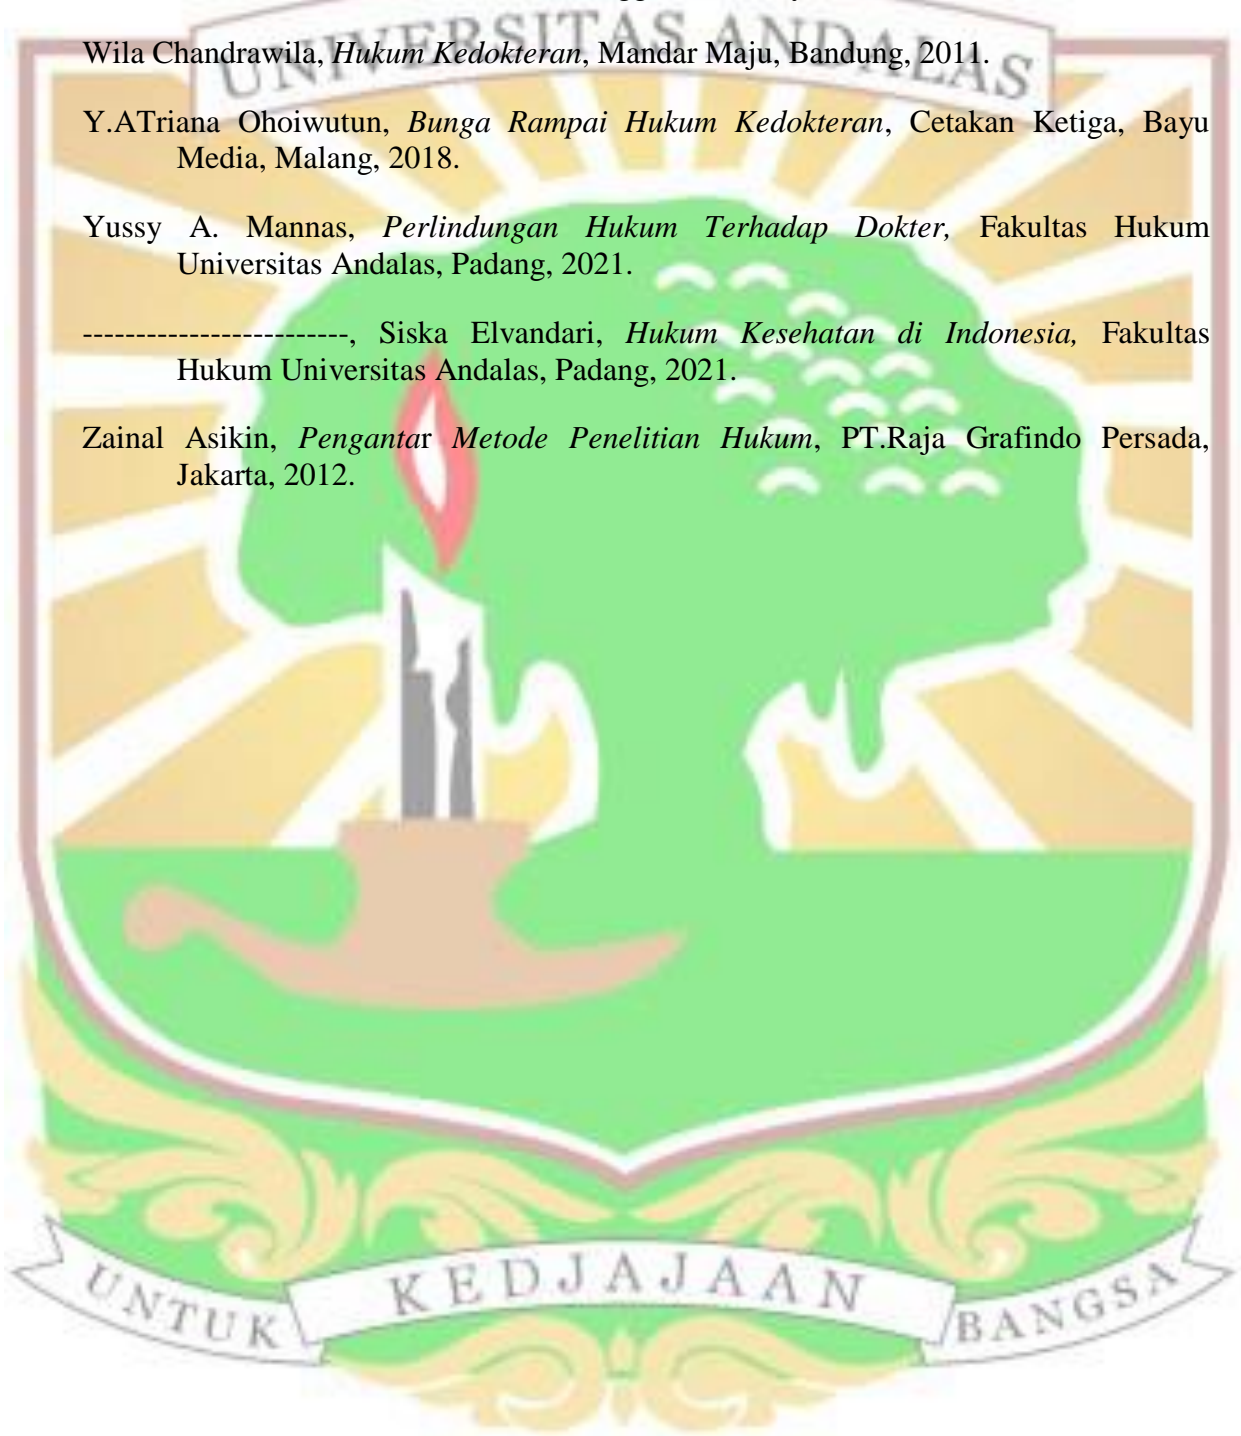 UNIVERSITAS ANDALAS
Wila Chandrawila, Hukum Kedokteran, Mandar Maju, Bandung, 2011.
Y.ATriana Ohoiwutun, Bunga Rampai Hukum Kedokteran, Cetakan Ketiga, Bayu
Media, Malang, 2018.
Yussy A. Mannas, Perlindungan Hukum Terhadap Dokter, Fakultas Hukum
Universitas Andalas, Padang, 2021.
-------------------------, Siska Elvandari, Hukum Kesehatan di Indonesia, Fakultas
Hukum Universitas Andalas, Padang, 2021.
Zainal Asikin, Pengantar Metode Penelitian Hukum, PT.Raja Grafindo Persada,
Jakarta, 2012.
UNTUK KEDJAJAAN BANGSA